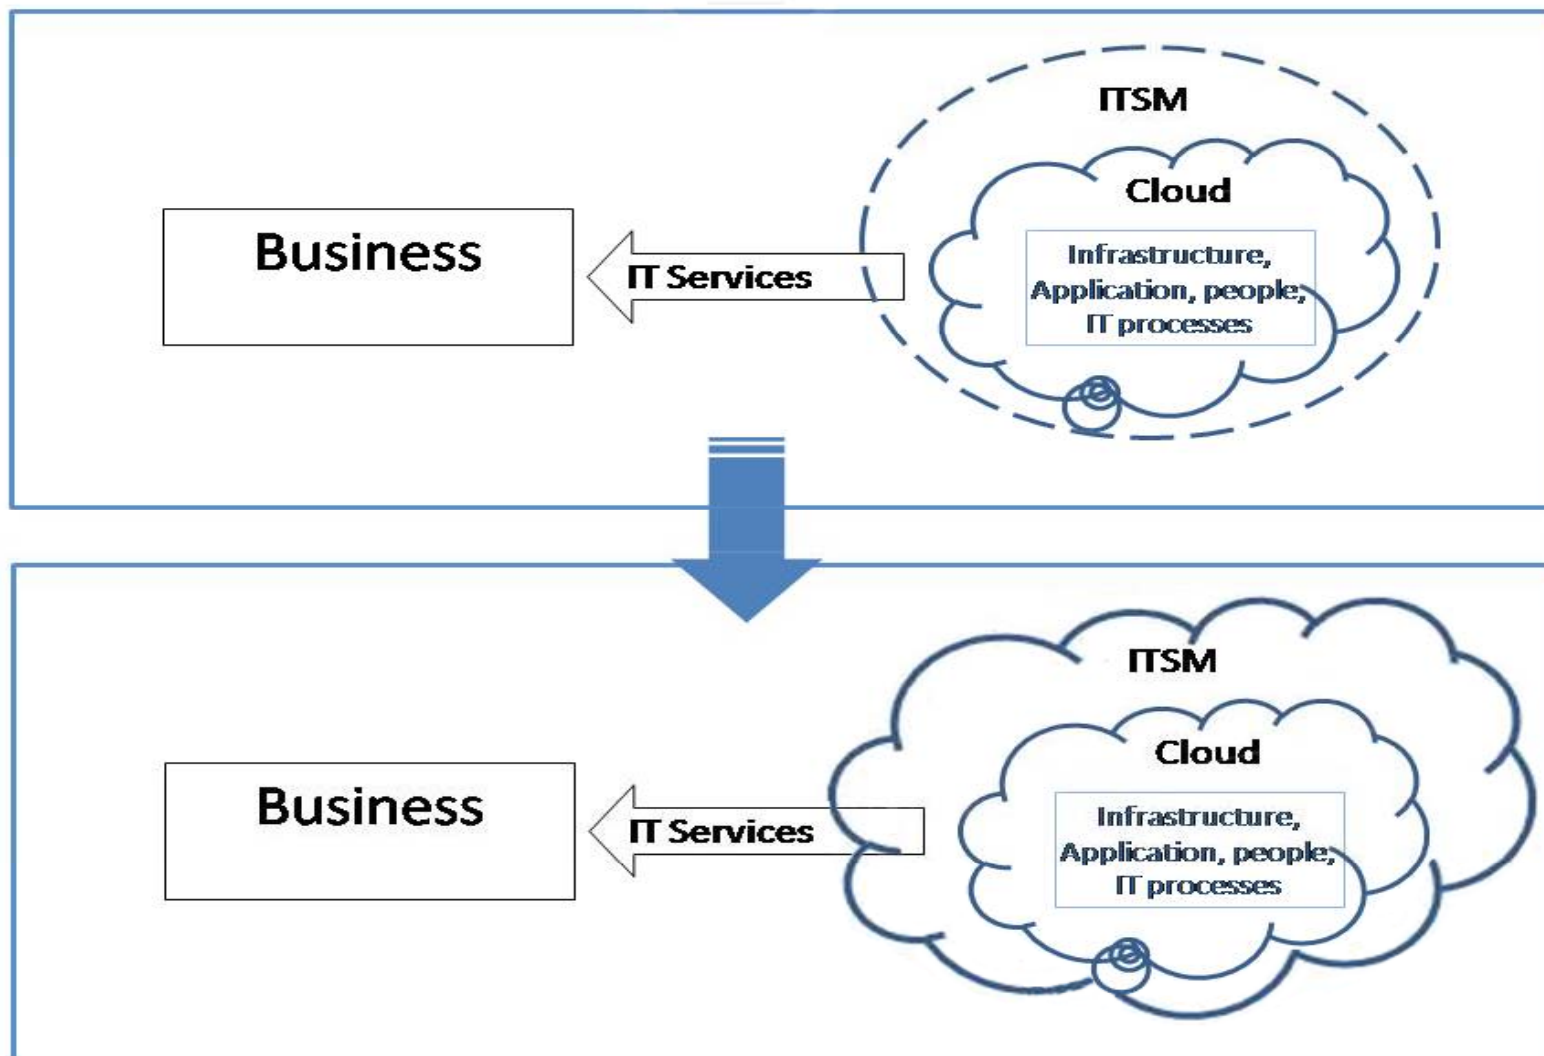 ITSM
Cloud
Business
IT Services
Infrastructure,
Application, people,
IT processes
ITSM
Cloud
Business
IT Services
Infrastructure,
Application, people,
IT processes